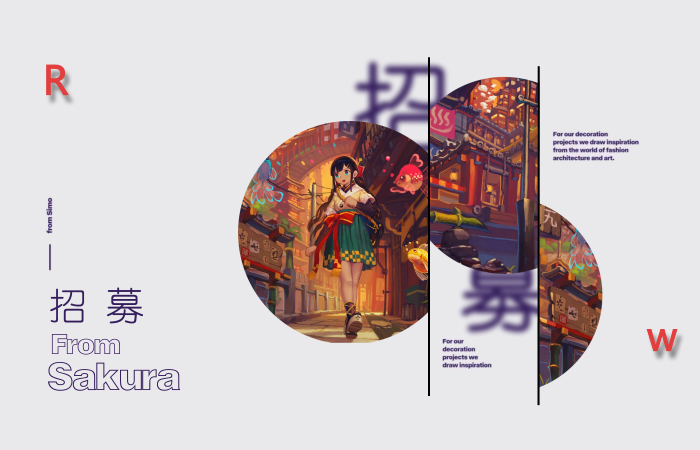 R
招
For our decoration
projects we draw inspiration
from the world of fashion
architecture and art.
from Simo
招 募
From
Sakura
募
For our
decoration
projects we
draw inspiration
九
W